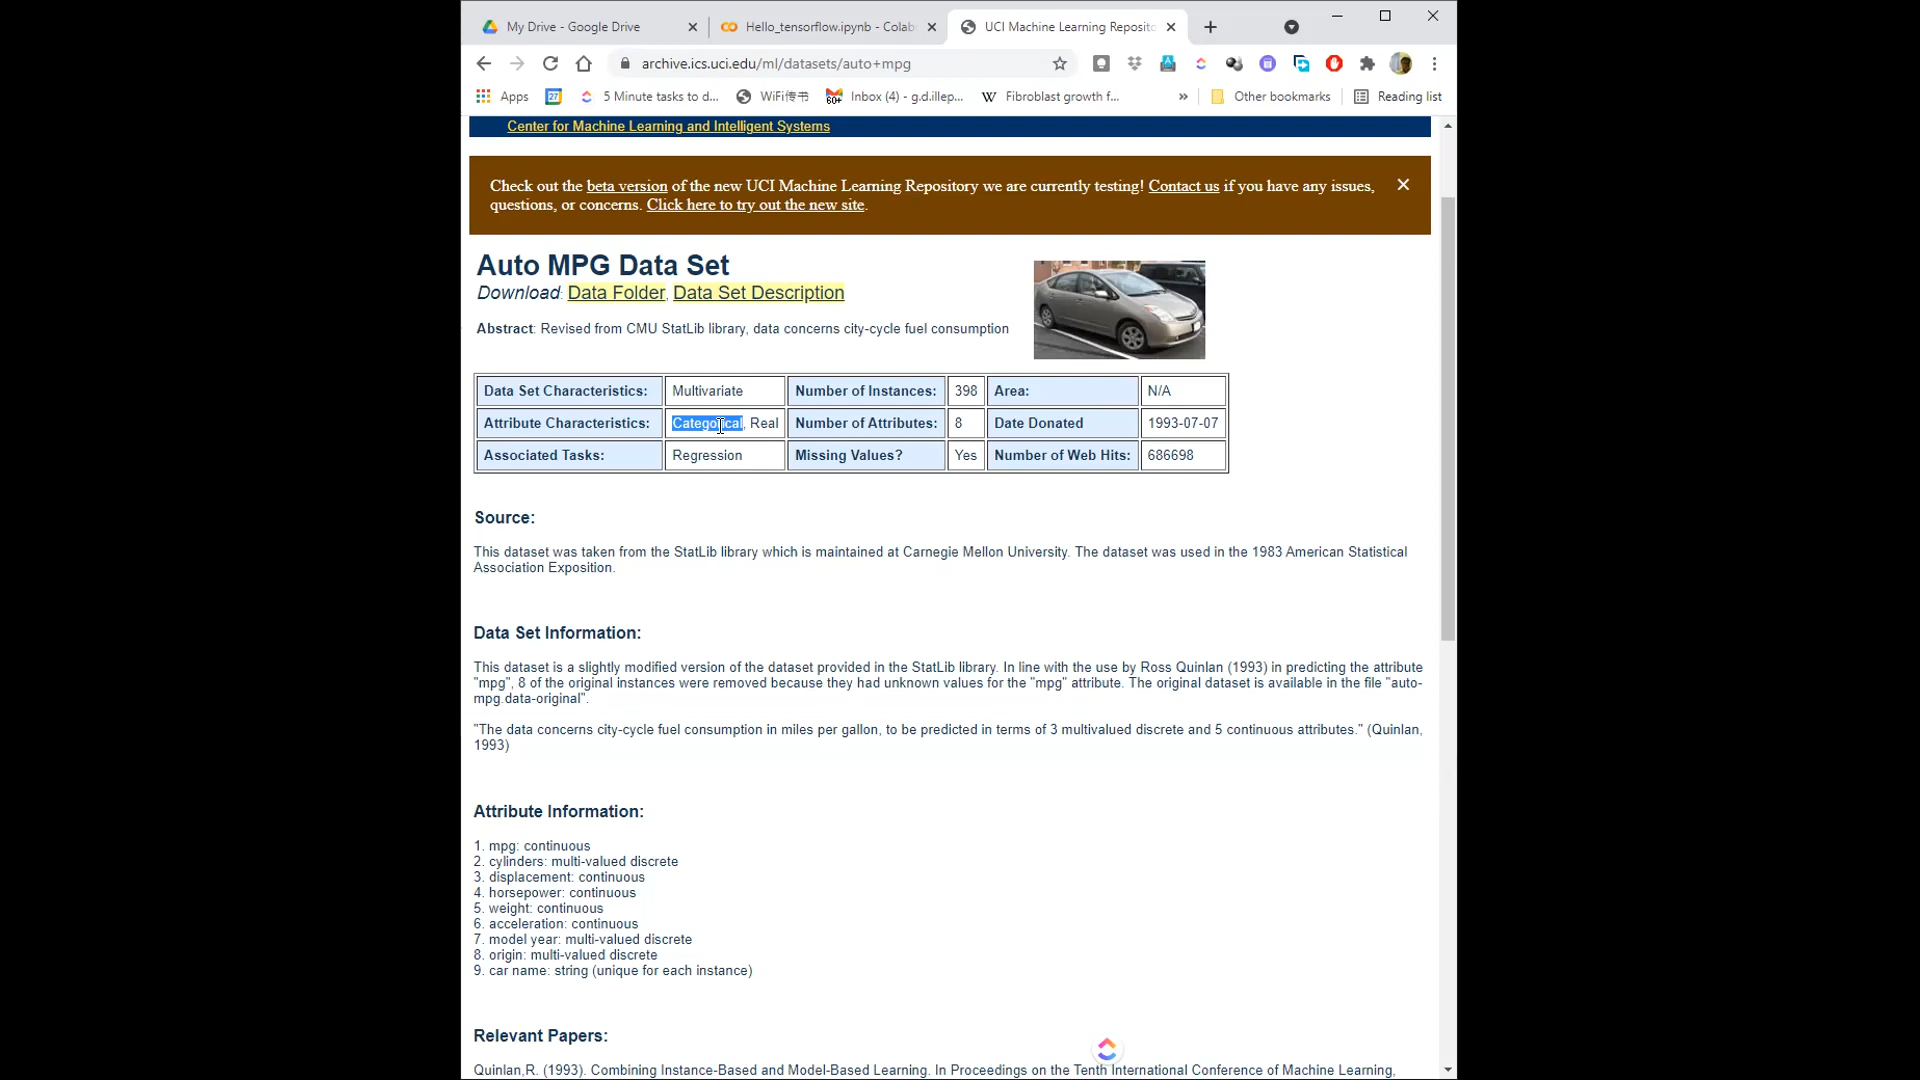 My Drive - Google Drive
Hello_tensorflow.ipynb - Colab
UCI Machine Learning Reposito
archive.ics.uci.edu/ml/datasets/auto+mpg
Apps
27
5 Minute tasks to d...
WiFi传书
60+
Inbox (4) - g.d.illep...
W
Fibroblast growth f...
»
Other bookmarks
Reading list
Center for Machine Learning and Intelligent Systems
Check out the beta version of the new UCI Machine Learning Repository we are currently testing! Contact us if you have any issues,
questions, or concerns. Click here to try out the new site.
Auto MPG Data Set
Download: Data Folder, Data Set Description
Abstract: Revised from CMU StatLib library, data concerns city-cycle fuel consumption
Data Set Characteristics: Multivariate Number of Instances: 398 Area: N/A
Attribute Characteristics: Categorical, Real Number of Attributes: 8 Date Donated 1993-07-07
Associated Tasks: Regression Missing Values? Yes Number of Web Hits: 686698
Source:
This dataset was taken from the StatLib library which is maintained at Carnegie Mellon University. The dataset was used in the 1983 American Statistical
Association Exposition.
Data Set Information:
This dataset is a slightly modified version of the dataset provided in the StatLib library. In line with the use by Ross Quinlan (1993) in predicting the attribute
"mpg", 8 of the original instances were removed because they had unknown values for the "mpg" attribute. The original dataset is available in the file "auto-
mpg.data-original".
"The data concerns city-cycle fuel consumption in miles per gallon, to be predicted in terms of 3 multivalued discrete and 5 continuous attributes." (Quinlan,
1993)
Attribute Information:
1. mpg: continuous
2. cylinders: multi-valued discrete
3. displacement: continuous
4. horsepower: continuous
5. weight: continuous
6. acceleration: continuous
7. model year: multi-valued discrete
8. origin: multi-valued discrete
9. car name: string (unique for each instance)
Relevant Papers:
Quinlan,R. (1993). Combining Instance-Based and Model-Based Learning. In Proceedings on the Tenth International Conference of Machine Learning,